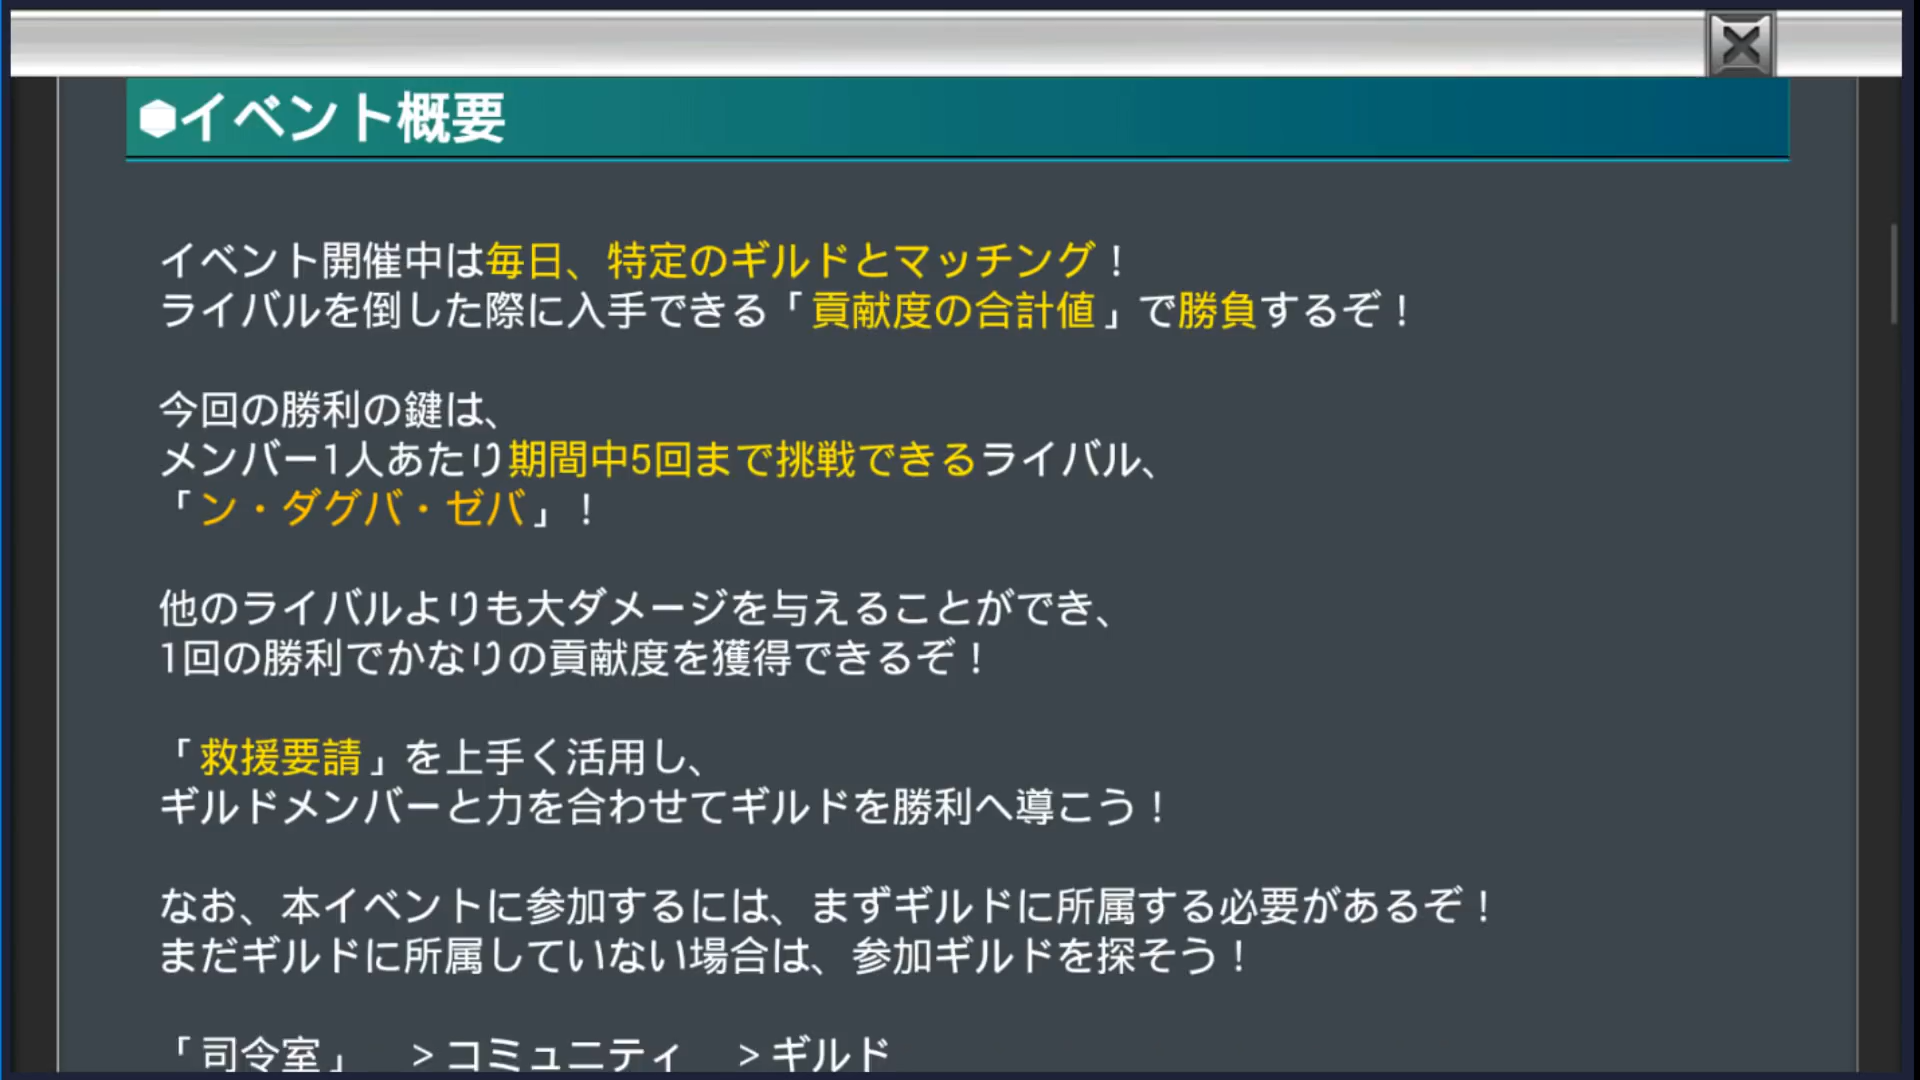 ●イベント概要
イベント開催中は毎日、特定のギルドとマッチング！
ライバルを倒した際に入手できる「貢献度の合計値」で勝負するぞ！
今回の勝利の鍵は、
メンバー1人あたり期間中5回まで挑戦できるライバル、
「ン・ダグバ・ゼバ」！
他のライバルよりも大ダメージを与えることができ、
1回の勝利でかなりの貢献度を獲得できるぞ！
「救援要請」を上手く活用し、
ギルドメンバーと力を合わせてギルドを勝利へ導こう！
なお、本イベントに参加するには、まずギルドに所属する必要があるぞ！
まだギルドに所属していない場合は、参加ギルドを探そう！
「司令室」　＞コミュニティ　＞ギルド